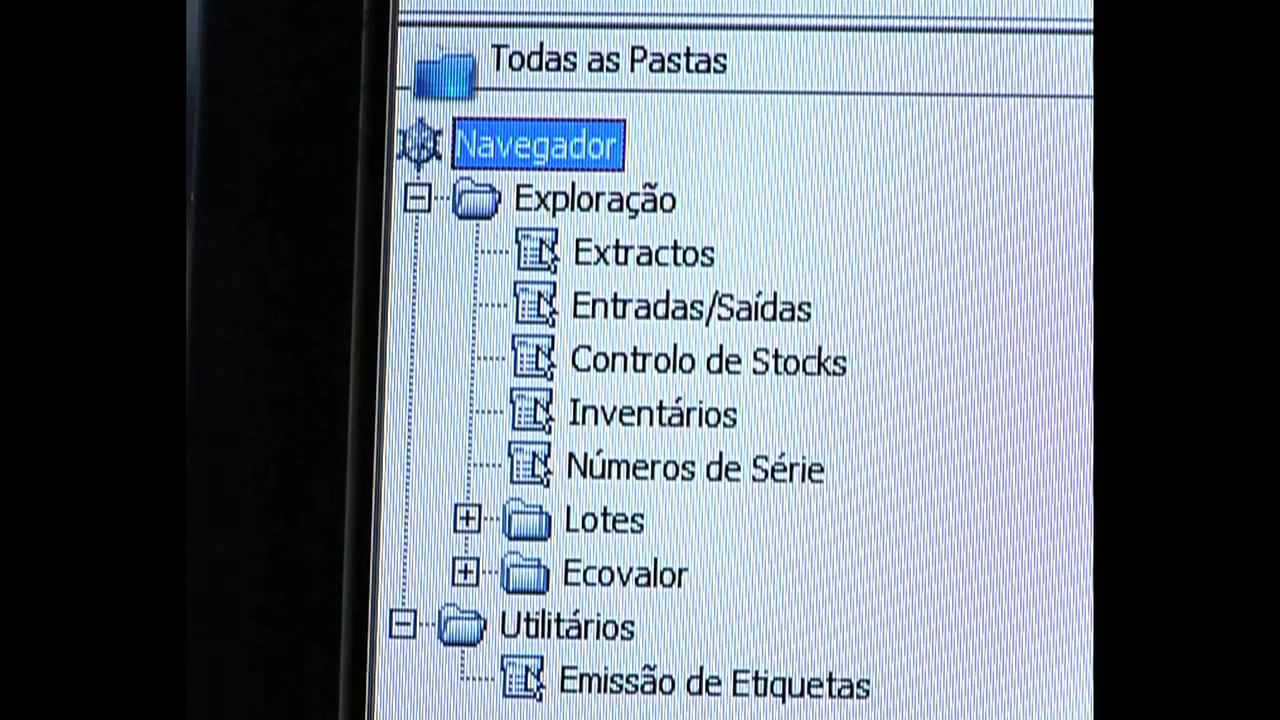 Todas as Pastas
Navegador
Exploração
Extractos
Entradas/Saídas
Controlo de Stocks
Inventários
Números de Série
Lotes
Ecovalor
Utilitários
Emissão de Etiquetas